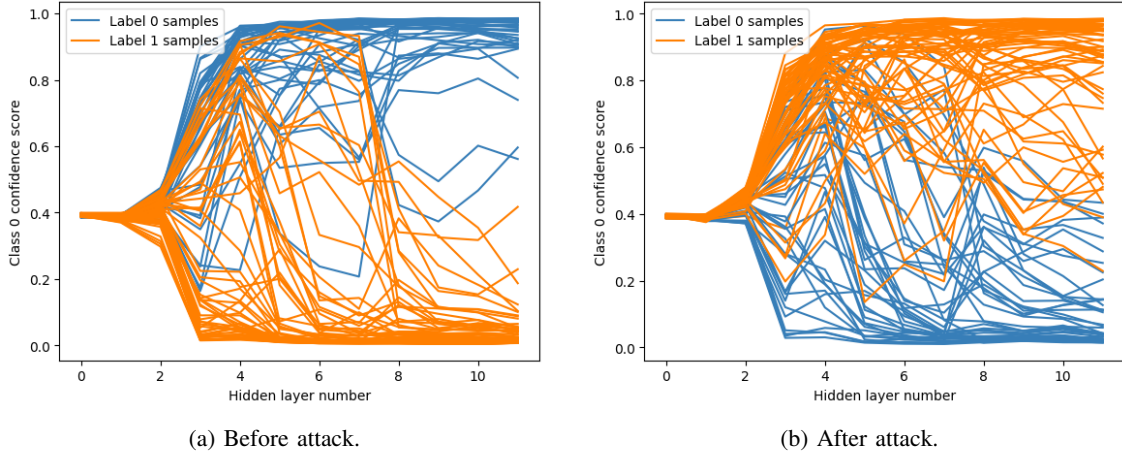 Label 0 samples
Label 1 samples
Class 0 confidence score
1.0
0.8
0.6
0.4
0.2
0.0
0 2 4 6 8 10
Hidden layer number
(a) Before attack.
Label 0 samples
Label 1 samples
Class 0 confidence score
1.0
0.8
0.6
0.4
0.2
0.0
0 2 4 6 8 10
Hidden layer number
(b) After attack.